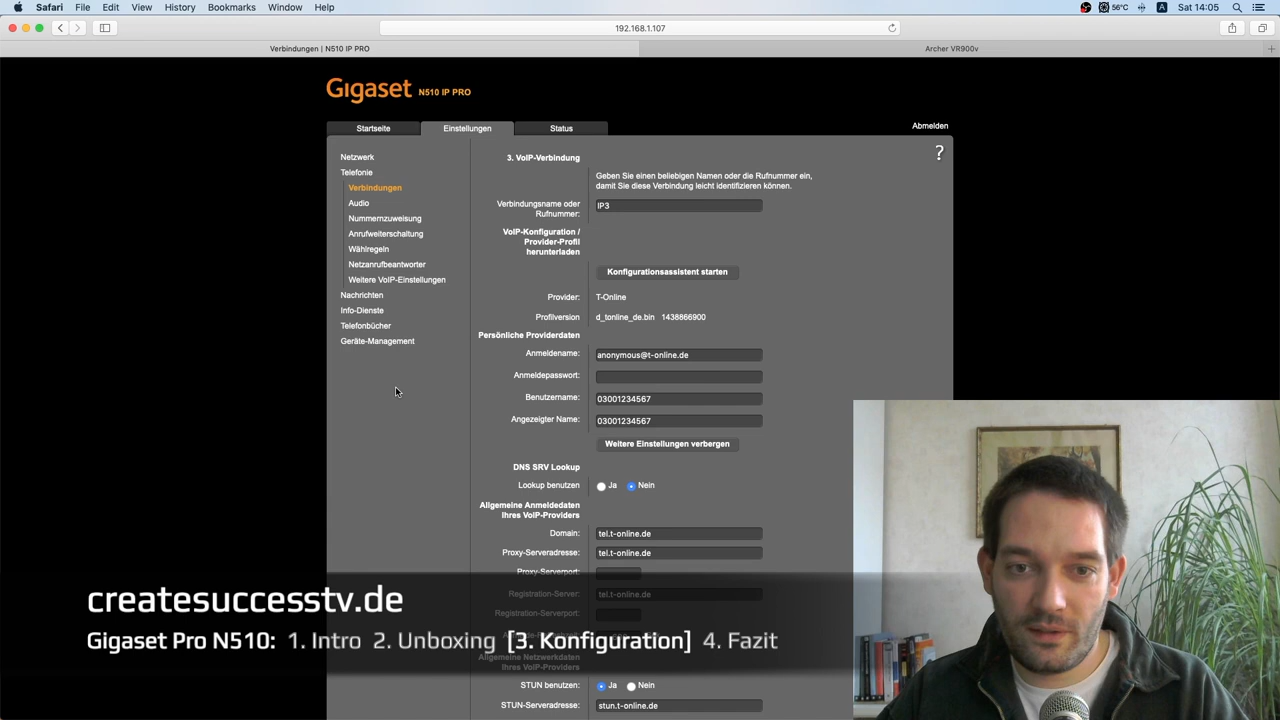 Safari File Edit View History Bookmarks Window Help
56°C A Sat 14:05
192.168.1.107
Verbindungen | N510 IP PRO
Archer VR900v
Gigaset N510 IP PRO
Startseite Einstellungen Status
Abmelden
?
Netzwerk
Telefonie
Verbindungen
Audio
Nummernzuweisung
Anrufweiterschaltung
Wählregeln
Netzanrufbeantworter
Weitere VoIP-Einstellungen
Nachrichten
Info-Dienste
Telefonbücher
Geräte-Management
3. VoIP-Verbindung
Geben Sie einen beliebigen Namen oder die Rufnummer ein,
damit Sie diese Verbindung leicht identifizieren können.
Verbindungsname oder
Rufnummer:
IP3
VoIP-Konfiguration /
Provider-Profil
herunterladen
Konfigurationsassistent starten
Provider: T-Online
Profilversion d_tonline_de.bin 1438866900
Persönliche Providerdaten
Anmeldename: anonymous@t-online.de
Anmeldepasswort:
Benutzername: 03001234567
Angezeigter Name: 03001234567
Weitere Einstellungen verbergen
DNS SRV Lookup
Lookup benutzen Ja Nein
Allgemeine Anmeldedaten
Ihres VoIP-Providers
Domain: tel.t-online.de
Proxy-Serveradresse: tel.t-online.de
Proxy-Serverport:
Registration-Server: tel.t-online.de
Registration-Serverport:
createsuccesstv.de
Gigaset Pro N510: 1. Intro 2. Unboxing [3. Konfiguration] 4. Fazit
Allgemeine Netzwerkdaten
Ihres VoIP-Providers
STUN benutzen: Ja Nein
STUN-Serveradresse: stun.t-online.de